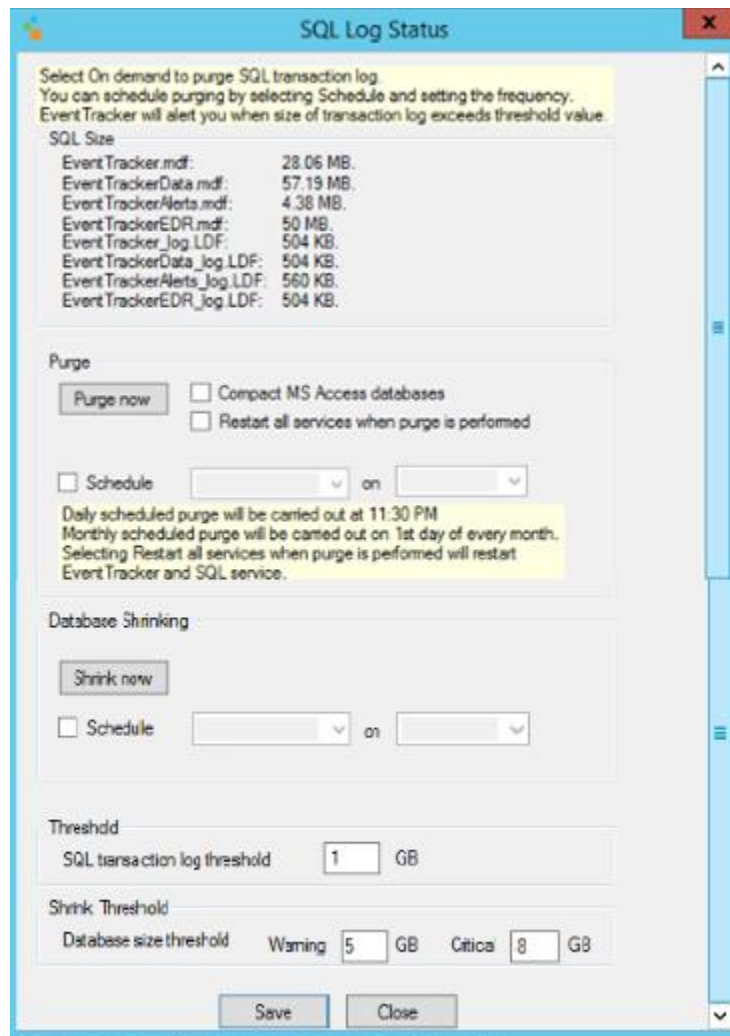 SQL Log Status
Select On demand to purge SQL transaction log.
You can schedule purging by selecting Schedule and setting the frequency.
EventTracker will alert you when size of transaction log exceeds threshold value.
SQL Size
EventTracker.mdf: 28.06 MB.
EventTrackerData.mdf: 57.19 MB.
EventTrackerAlerts.mdf: 4.38 MB.
EventTrackerEDR.mdf: 50 MB.
EventTracker_log.LDF: 504 KB.
EventTrackerData_log.LDF: 504 KB.
EventTrackerAlerts_log.LDF: 560 KB.
EventTrackerEDR_log.LDF: 504 KB.
Purge
Purge now
Compact MS Access databases
Restart all services when purge is performed
Schedule on
Daily scheduled purge will be carried out at 11:30 PM
Monthly scheduled purge will be carried out on 1st day of every month.
Selecting Restart all services when purge is performed will restart
EventTracker and SQL service.
Database Shrinking
Shrink now
Schedule on
Threshold
SQL transaction log threshold 1 GB
Shrink Threshold
Database size threshold Warning 5 GB Critical 8 GB
Save Close